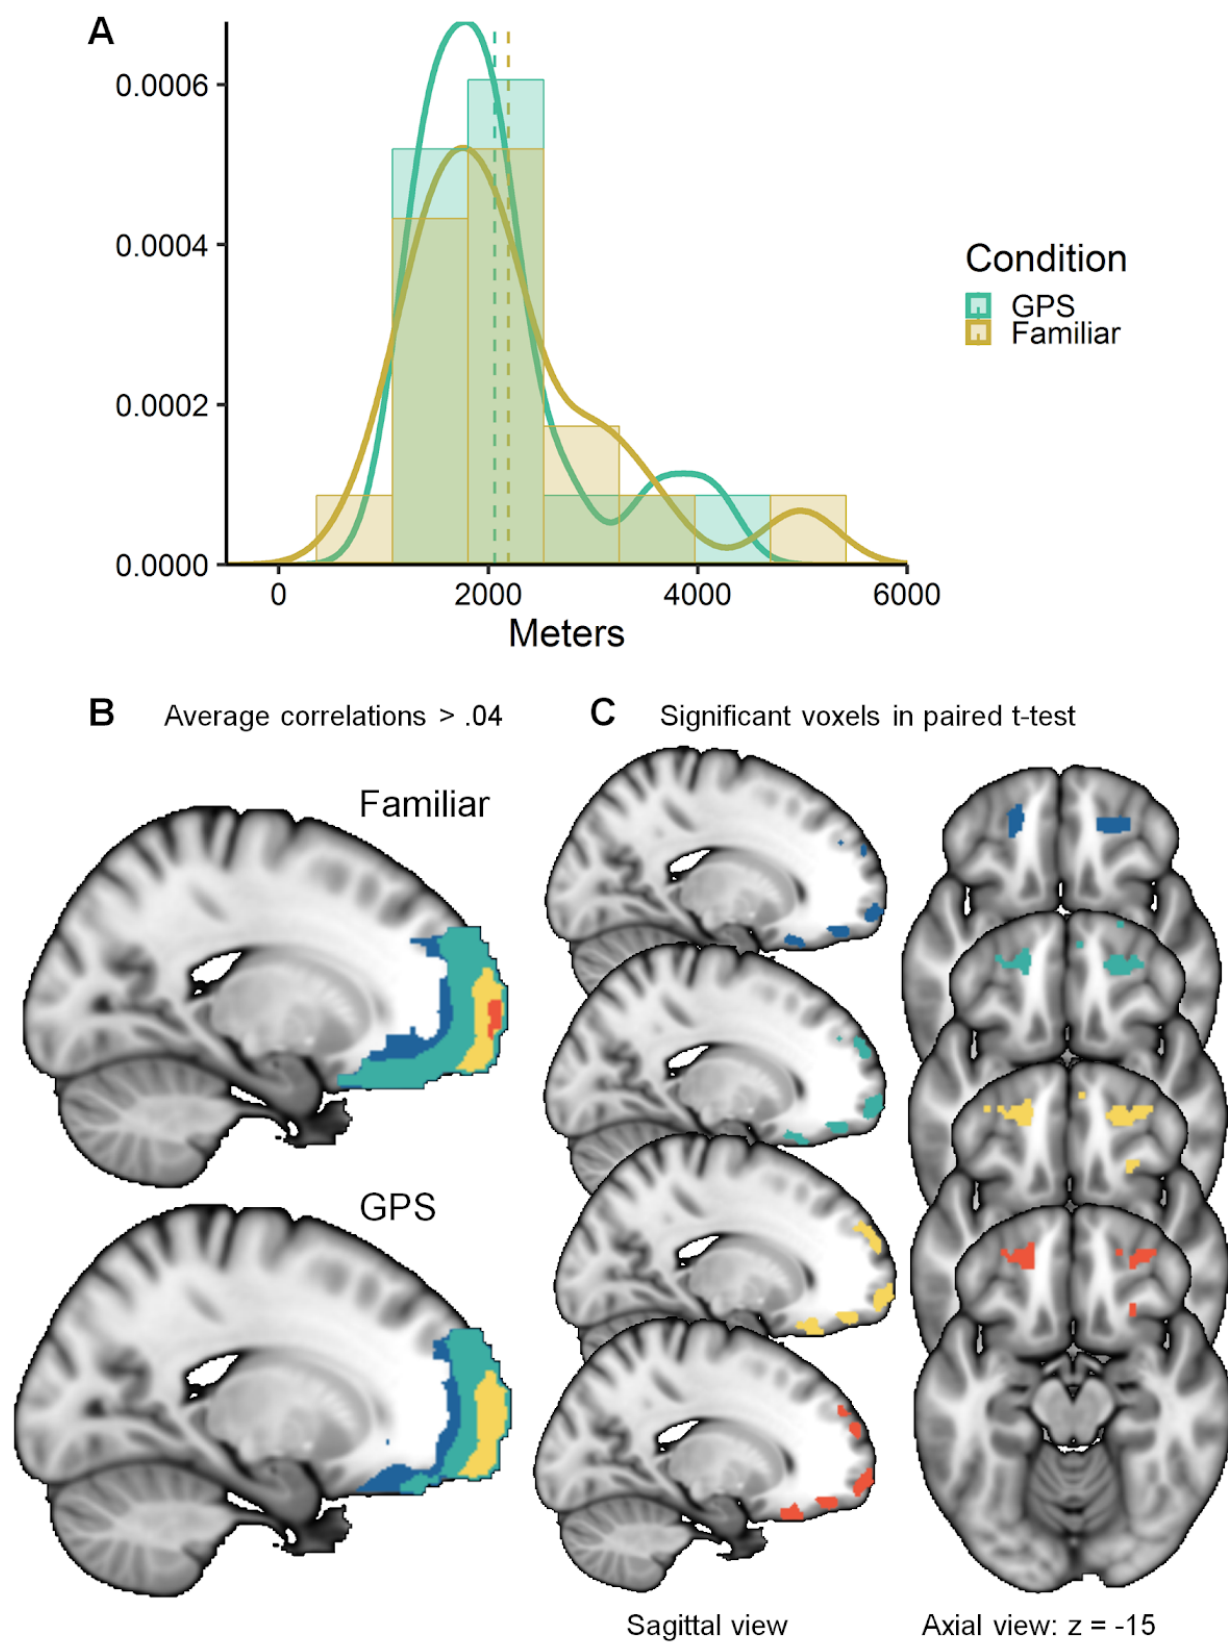 A
0.0006
0.0004
0.0002
0.0000
0 2000 4000 6000
Meters
Condition
GPS
Familiar
B Average correlations > .04
Familiar
GPS
C Significant voxels in paired t-test
Sagittal view
Axial view: z = -15